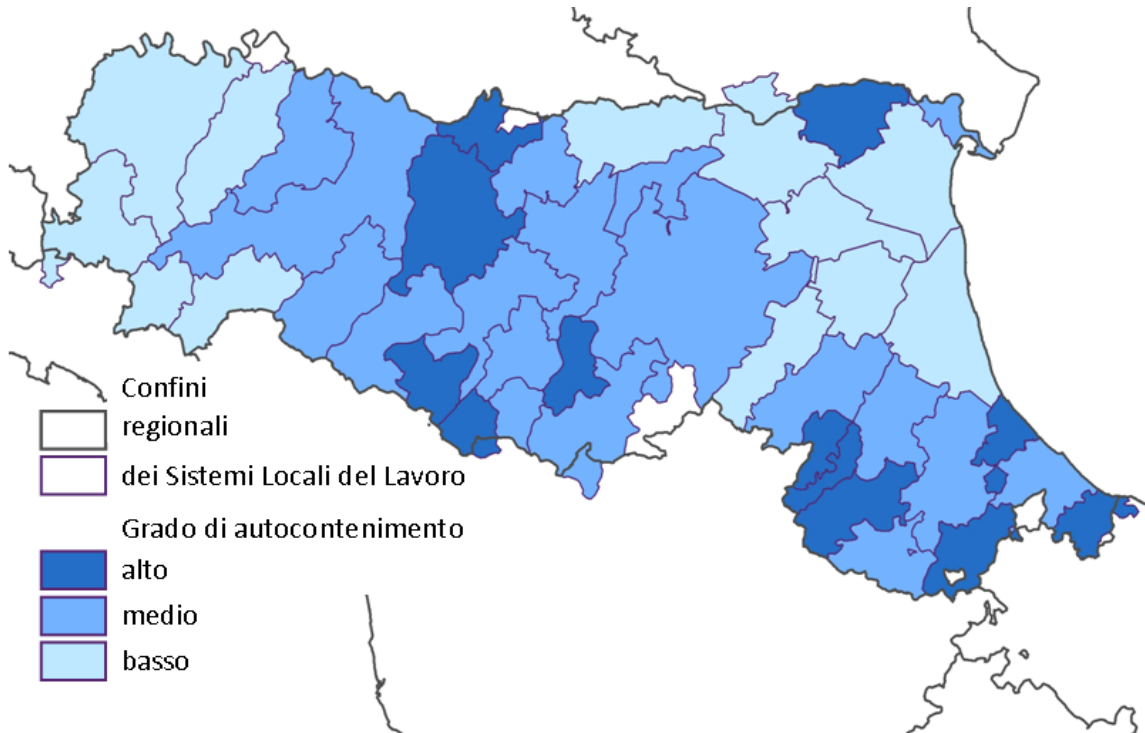 Confini
regionali
dei Sistemi Locali del Lavoro
Grado di autocontenimento
alto
medio
basso